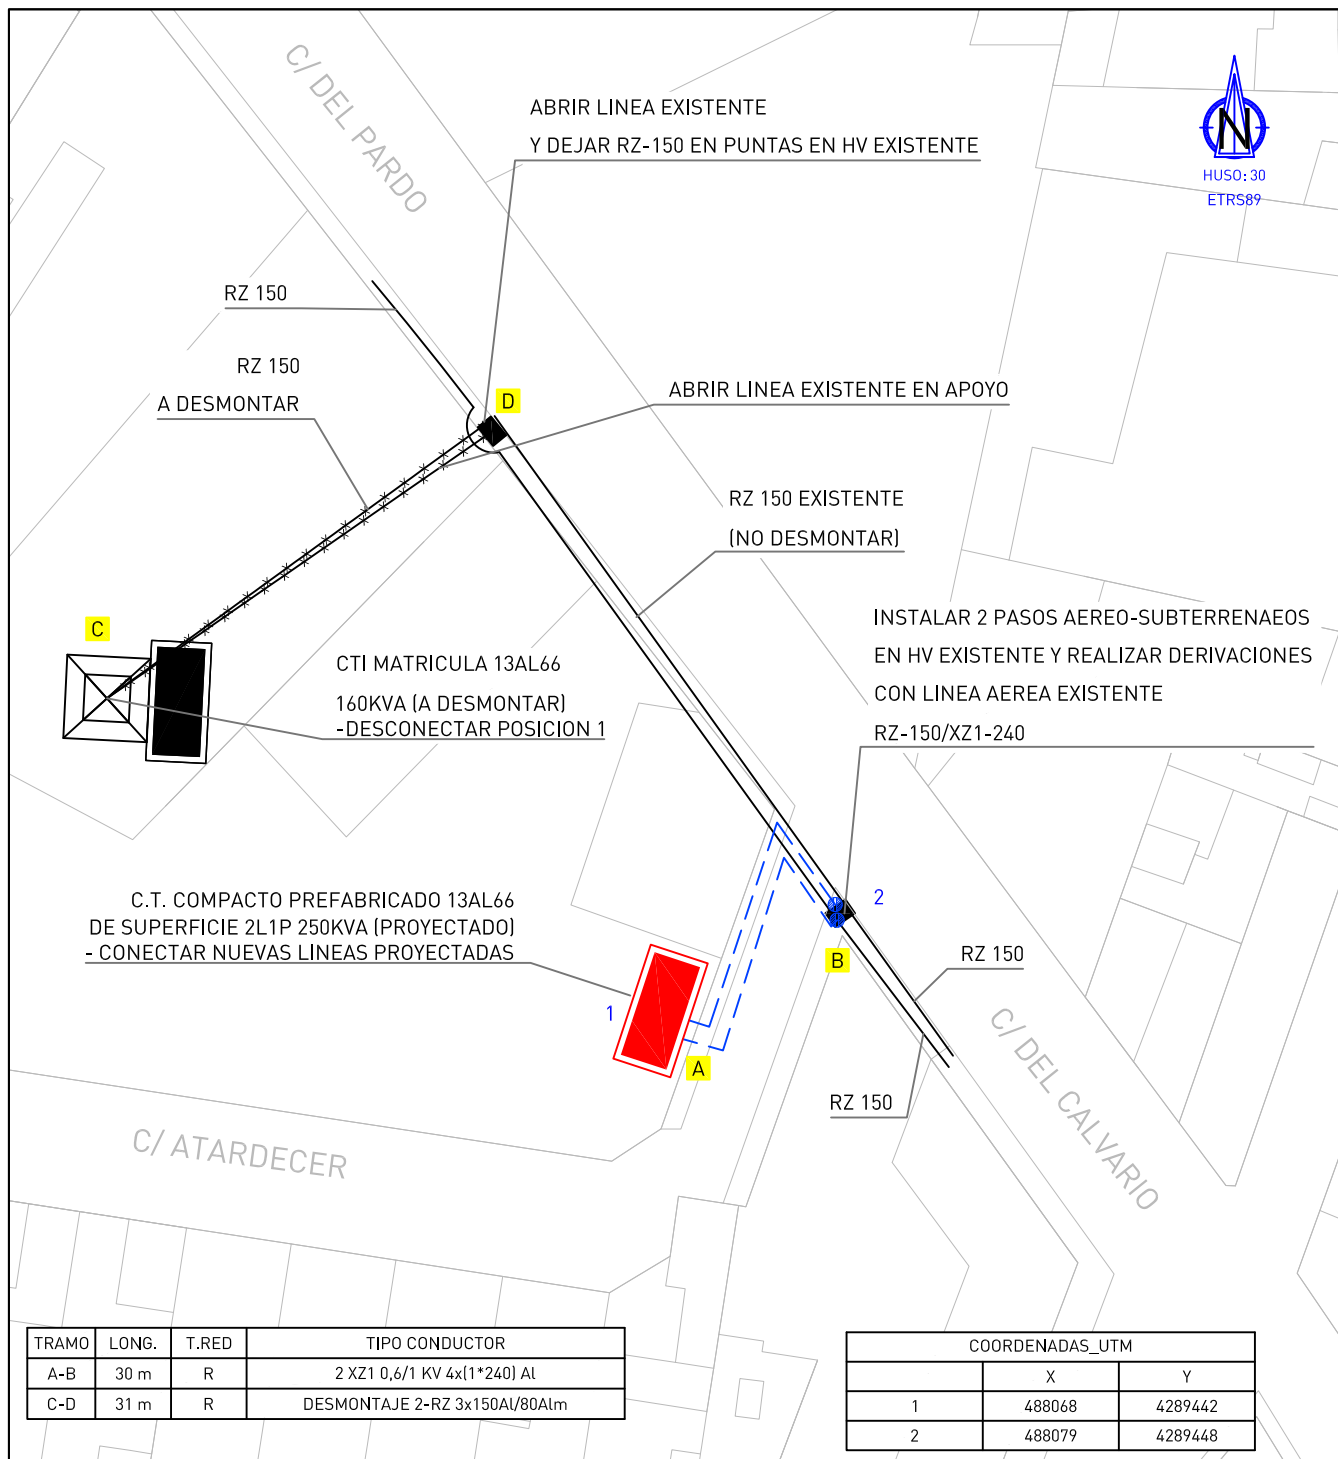 C/ DEL PARDO
ABRIR LINEA EXISTENTE
Y DEJAR RZ-150 EN PUNTAS EN HV EXISTENTE
N
HUSO: 30
ETRS89
RZ 150
RZ 150
A DESMONTAR
D
ABRIR LINEA EXISTENTE EN APOYO
RZ 150 EXISTENTE
(NO DESMONTAR)
C
CTI MATRICULA 13AL66
160KVA (A DESMONTAR)
-DESCONECTAR POSICION 1
INSTALAR 2 PASOS AEREO-SUBTERRENAEOS
EN HV EXISTENTE Y REALIZAR DERIVACIONES
CON LINEA AEREA EXISTENTE
RZ-150/XZ1-240
C.T. COMPACTO PREFABRICADO 13AL66
DE SUPERFICIE 2L1P 250KVA (PROYECTADO)
- CONECTAR NUEVAS LINEAS PROYECTADAS
2
B
RZ 150
1
A
RZ 150
C/ DEL CALVARIO
C/ ATARDECER
TRAMO LONG. T.RED TIPO CONDUCTOR
A-B 30 m R 2 XZ1 0,6/1 KV 4x(1*240) Al
C-D 31 m R DESMONTAJE 2-RZ 3x150Al/80Alm
COORDENADAS_UTM
X Y
1 488068 4289442
2 488079 4289448